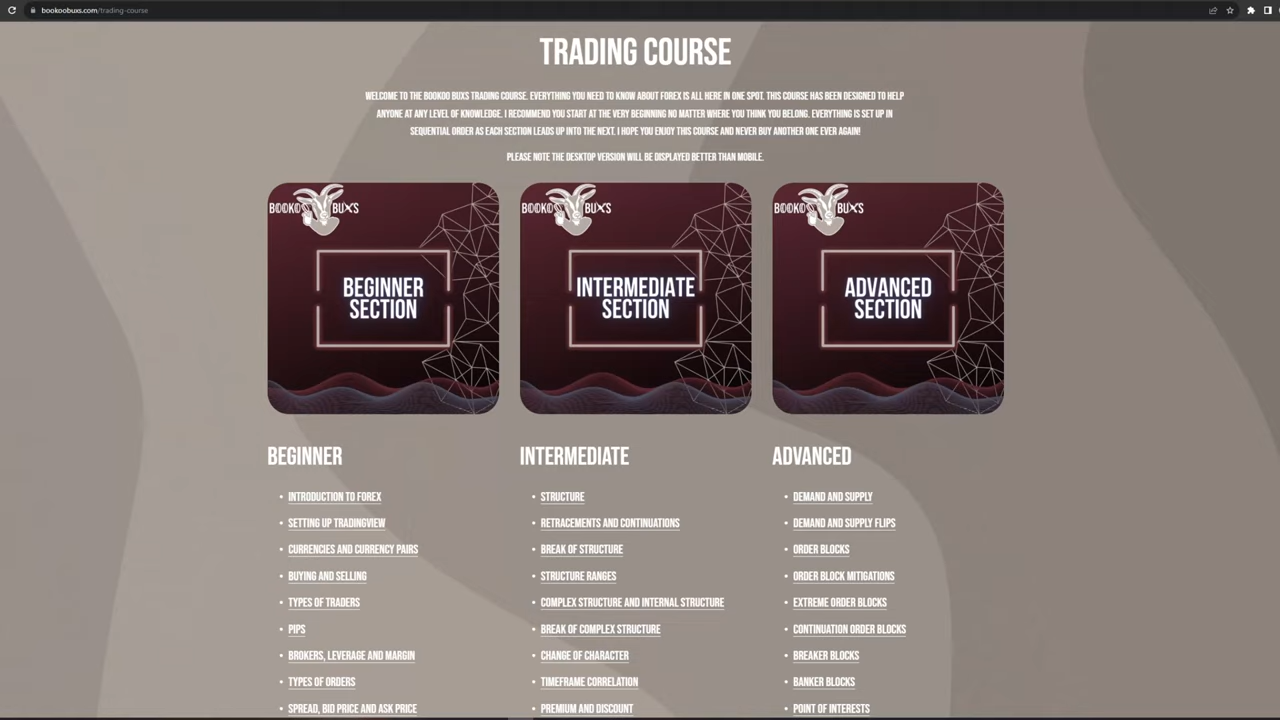 bookoobuxs.com/trading-course
TRADING COURSE
WELCOME TO THE BOOKOO BUXS TRADING COURSE. EVERYTHING YOU NEED TO KNOW ABOUT FOREX IS ALL HERE IN ONE SPOT. THIS COURSE HAS BEEN DESIGNED TO HELP
ANYONE AT ANY LEVEL OF KNOWLEDGE. I RECOMMEND YOU START AT THE VERY BEGINNING NO MATTER WHERE YOU THINK YOU BELONG. EVERYTHING IS SET UP IN
SEQUENTIAL ORDER AS EACH SECTION LEADS UP INTO THE NEXT. I HOPE YOU ENJOY THIS COURSE AND NEVER BUY ANOTHER ONE EVER AGAIN!
PLEASE NOTE THE DESKTOP VERSION WILL BE DISPLAYED BETTER THAN MOBILE.
BOOKOO BUXS
BEGINNER
SECTION
BOOKOO BUXS
INTERMEDIATE
SECTION
BOOKOO BUXS
ADVANCED
SECTION
BEGINNER
• INTRODUCTION TO FOREX
• SETTING UP TRADINGVIEW
• CURRENCIES AND CURRENCY PAIRS
• BUYING AND SELLING
• TYPES OF TRADERS
• PIPS
• BROKERS, LEVERAGE AND MARGIN
• TYPES OF ORDERS
• SPREAD, BID PRICE AND ASK PRICE
INTERMEDIATE
• STRUCTURE
• RETRACEMENTS AND CONTINUATIONS
• BREAK OF STRUCTURE
• STRUCTURE RANGES
• COMPLEX STRUCTURE AND INTERNAL STRUCTURE
• BREAK OF COMPLEX STRUCTURE
• CHANGE OF CHARACTER
• TIMEFRAME CORRELATION
• PREMIUM AND DISCOUNT
ADVANCED
• DEMAND AND SUPPLY
• DEMAND AND SUPPLY FLIPS
• ORDER BLOCKS
• ORDER BLOCK MITIGATIONS
• EXTREME ORDER BLOCKS
• CONTINUATION ORDER BLOCKS
• BREAKER BLOCKS
• BANKER BLOCKS
• POINT OF INTERESTS